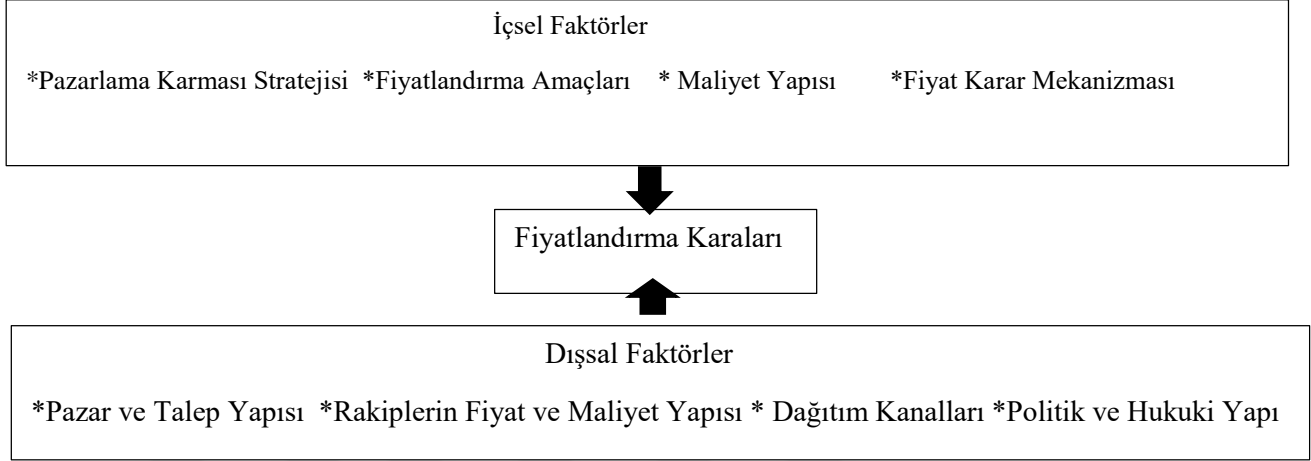 İçsel Faktörler
*Pazarlama Karması Stratejisi *Fiyatlandırma Amaçları * Maliyet Yapısı *Fiyat Karar Mekanizması
Fiyatlandırma Karaları
Dışsal Faktörler
*Pazar ve Talep Yapısı *Rakiplerin Fiyat ve Maliyet Yapısı * Dağıtım Kanalları *Politik ve Hukuki Yapı